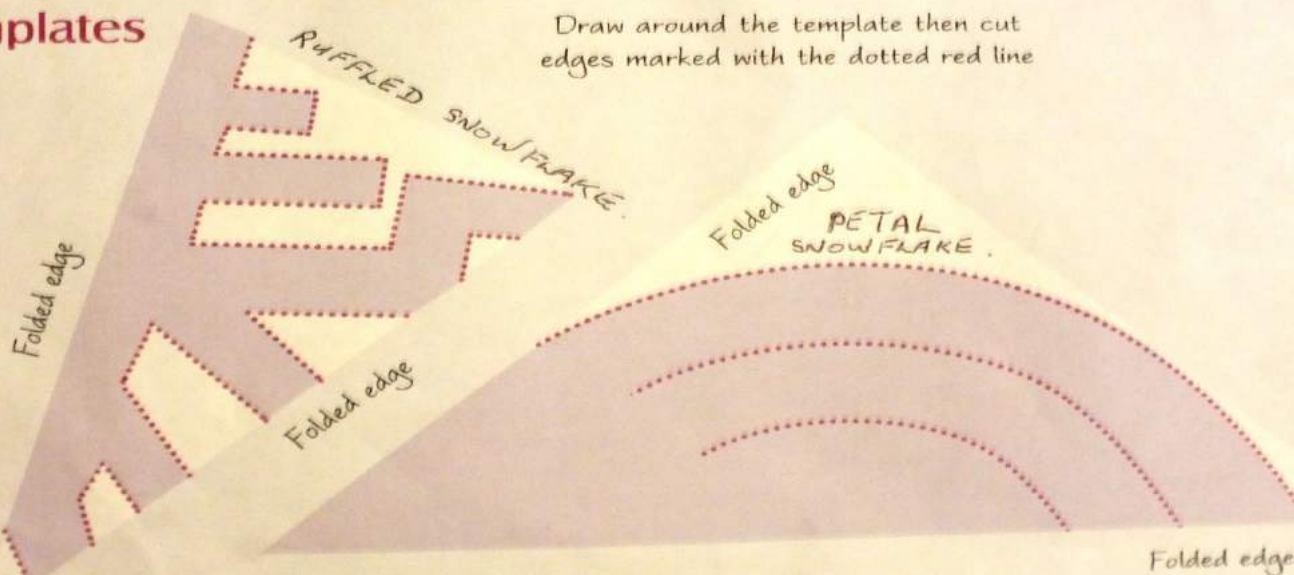 mplates
Draw around the template then cut
edges marked with the dotted red line
RUFFLED SNOWFLAKE.
Folded edge
Folded edge
Folded edge
PETAL
SNOWFLAKE.
Folded edge